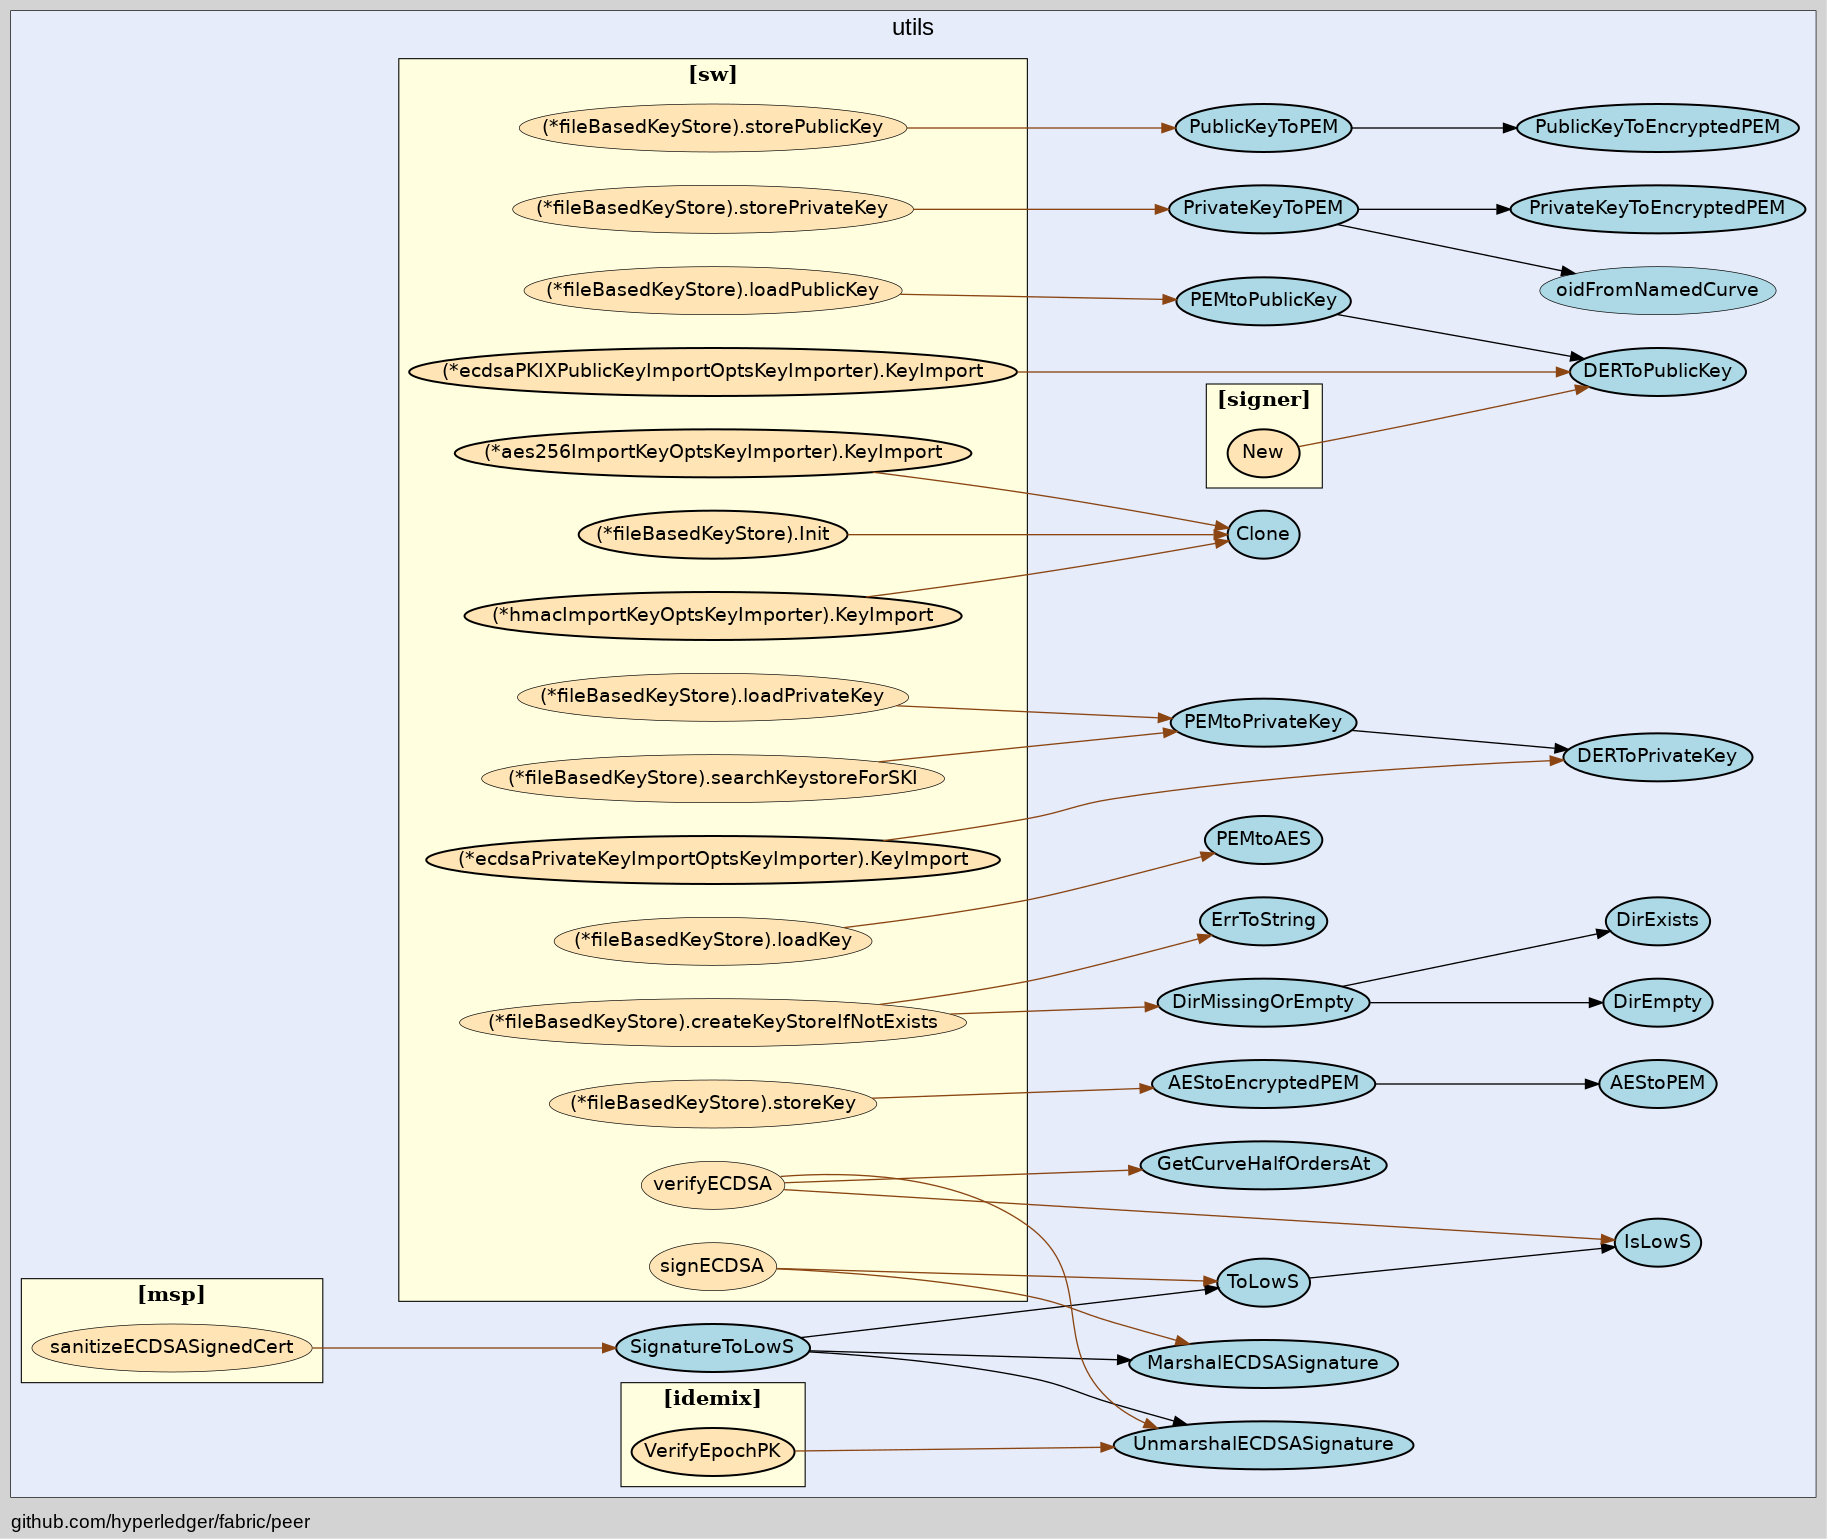 utils
[sw]
(*fileBasedKeyStore).storePublicKey
PublicKeyToPEM
PublicKeyToEncryptedPEM
(*fileBasedKeyStore).storePrivateKey
PrivateKeyToPEM
PrivateKeyToEncryptedPEM
(*fileBasedKeyStore).loadPublicKey
PEMtoPublicKey
oidFromNamedCurve
(*ecdsaPKIXPublicKeyImportOptsKeyImporter).KeyImport
DERToPublicKey
[signer]
(*aes256ImportKeyOptsKeyImporter).KeyImport
New
(*fileBasedKeyStore).Init
Clone
(*hmacImportKeyOptsKeyImporter).KeyImport
(*fileBasedKeyStore).loadPrivateKey
PEMtoPrivateKey
(*fileBasedKeyStore).searchKeystoreForSKI
DERToPrivateKey
(*ecdsaPrivateKeyImportOptsKeyImporter).KeyImport
PEMtoAES
(*fileBasedKeyStore).loadKey
ErrToString
DirExists
(*fileBasedKeyStore).createKeyStoreIfNotExists
DirMissingOrEmpty
DirEmpty
(*fileBasedKeyStore).storeKey
AEStoEncryptedPEM
AEStoPEM
verifyECDSA
GetCurveHalfOrdersAt
IsLowS
signECDSA
ToLowS
[msp]
sanitizeECDSASignedCert
SignatureToLowS
MarshalECDSASignature
[idemix]
VerifyEpochPK
UnmarshalECDSASignature
github.com/hyperledger/fabric/peer